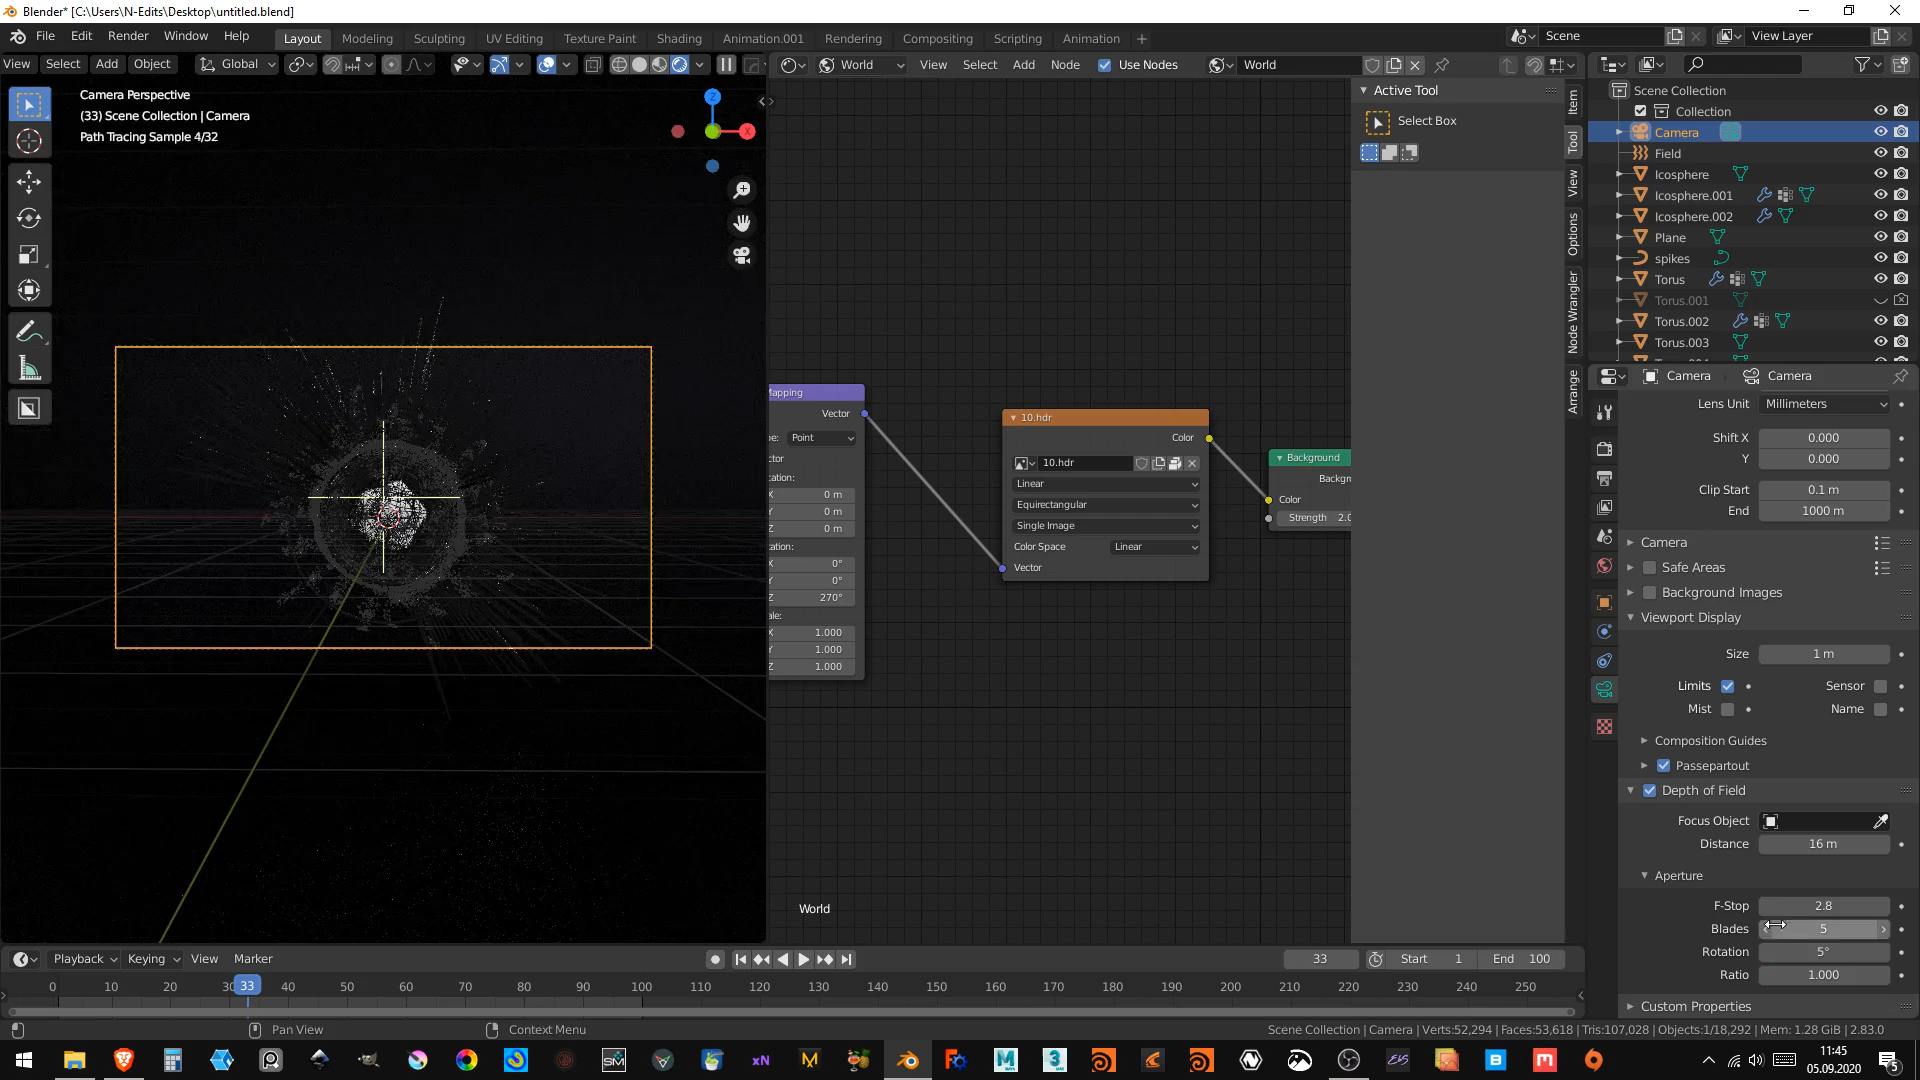 Blender* [C:\Users\N-Edits\Desktop\untitled.blend]
File Edit Render Window Help Layout Modeling Sculpting UV Editing Texture Paint Shading Animation.001 Rendering Compositing Scripting Animation Scene View Layer
View Select Add Object Global World View Select Add Node Use Nodes World
Camera Perspective
(33) Scene Collection | Camera
Path Tracing Sample 4/32
Z
X
Active Tool
Select Box
Item
Tool
View
Options
Node Wrangler
Arrange
Mapping
Vector
Point
0 m
0 m
0 m
X 0°
Y 0°
Z 270°
X 1.000
Y 1.000
Z 1.000
10.hdr
Color
10.hdr
Linear
Equirectangular
Single Image
Color Space Linear
Vector
Background
Color
Strength
World
Scene Collection
Collection
Camera
Field
Icosphere
Icosphere.001
Icosphere.002
Plane
spikes
Torus
Torus.001
Torus.002
Torus.003
Camera Camera
Lens Unit Millimeters
Shift X 0.000
Y 0.000
Clip Start 0.1 m
End 1000 m
Camera
Safe Areas
Background Images
Viewport Display
Size 1 m
Limits Sensor
Mist Name
Composition Guides
Passepartout
Depth of Field
Focus Object
Distance 16 m
Aperture
F-Stop 2.8
Blades 5
Rotation 5°
Ratio 1.000
Custom Properties
Playback Keying View Marker 33 Start 1 End 100
0 10 20 30 33 40 50 60 70 80 90 100 110 120 130 140 150 160 170 180 190 200 210 220 230 240 250
Pan View Context Menu Scene Collection | Camera | Verts:52,294 | Faces:53,618 | Tris:107,028 | Objects:1/18,292 | Mem: 1.28 GiB | 2.83.0
11:45
05.09.2020
5